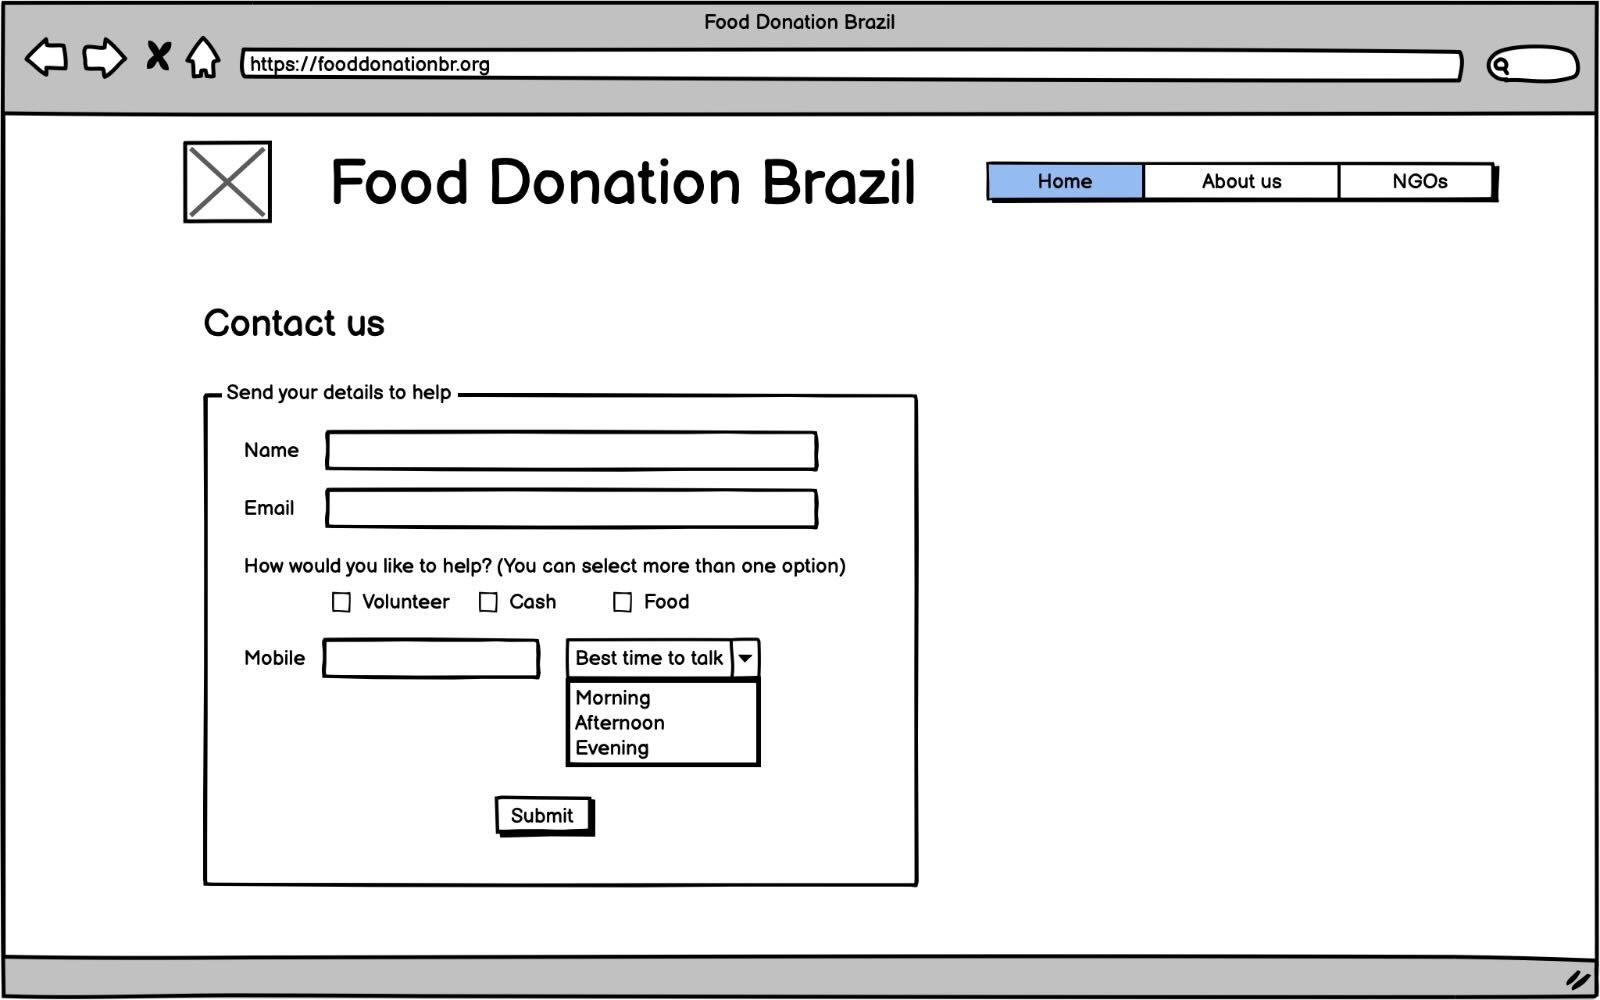 Food Donation Brazil
https://fooddonationbr.org
Food Donation Brazil
Home About us NGOs
Contact us
Send your details to help
Name
Email
How would you like to help? (You can select more than one option)
Volunteer Cash Food
Mobile Best time to talk
Morning
Afternoon
Evening
Submit